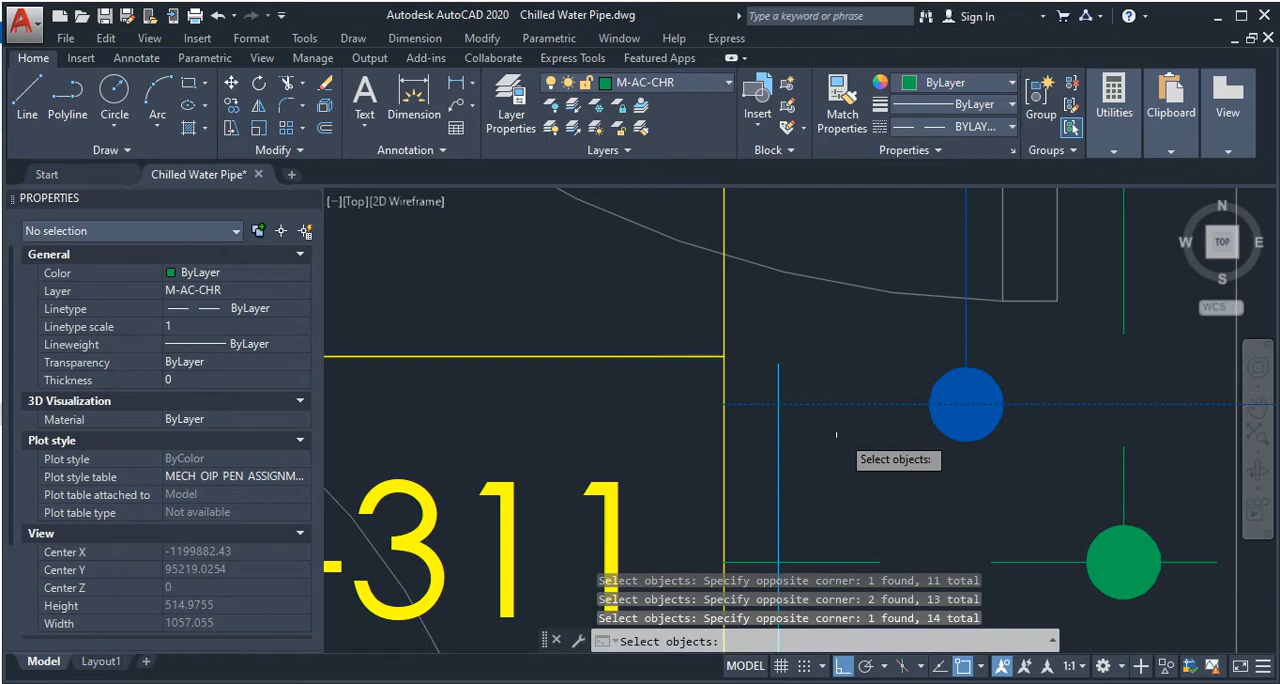 Autodesk AutoCAD 2020 Chilled Water Pipe.dwg
Type a keyword or phrase
Sign In
File Edit View Insert Format Tools Draw Dimension Modify Parametric Window Help Express
Home Insert Annotate Parametric View Manage Output Add-ins Collaborate Express Tools Featured Apps
M-AC-CHR
ByLayer
ByLayer
BYLAY...
Line Polyline Circle Arc
Text Dimension
Layer Properties
Insert
Match Properties
Group Utilities Clipboard View
Draw Modify Annotation Layers Block Properties Groups
Start Chilled Water Pipe*
PROPERTIES
[−][Top][2D Wireframe]
No selection
General
Color ByLayer
Layer M-AC-CHR
Linetype ByLayer
Linetype scale 1
Lineweight ByLayer
Transparency ByLayer
Thickness 0
3D Visualization
Material ByLayer
Plot style
Plot style ByColor
Plot style table MECH OIP PEN ASSIGNM...
Plot table attached to Model
Plot table type Not available
View
Center X -1199882.43
Center Y 95219.0254
Center Z 0
Height 514.9755
Width 1057.055
N
W TOP E
S
WCS
Select objects:
-311
Select objects: Specify opposite corner: 1 found, 11 total
Select objects: Specify opposite corner: 2 found, 13 total
Select objects: Specify opposite corner: 1 found, 14 total
Select objects:
Model Layout1
MODEL 1:1